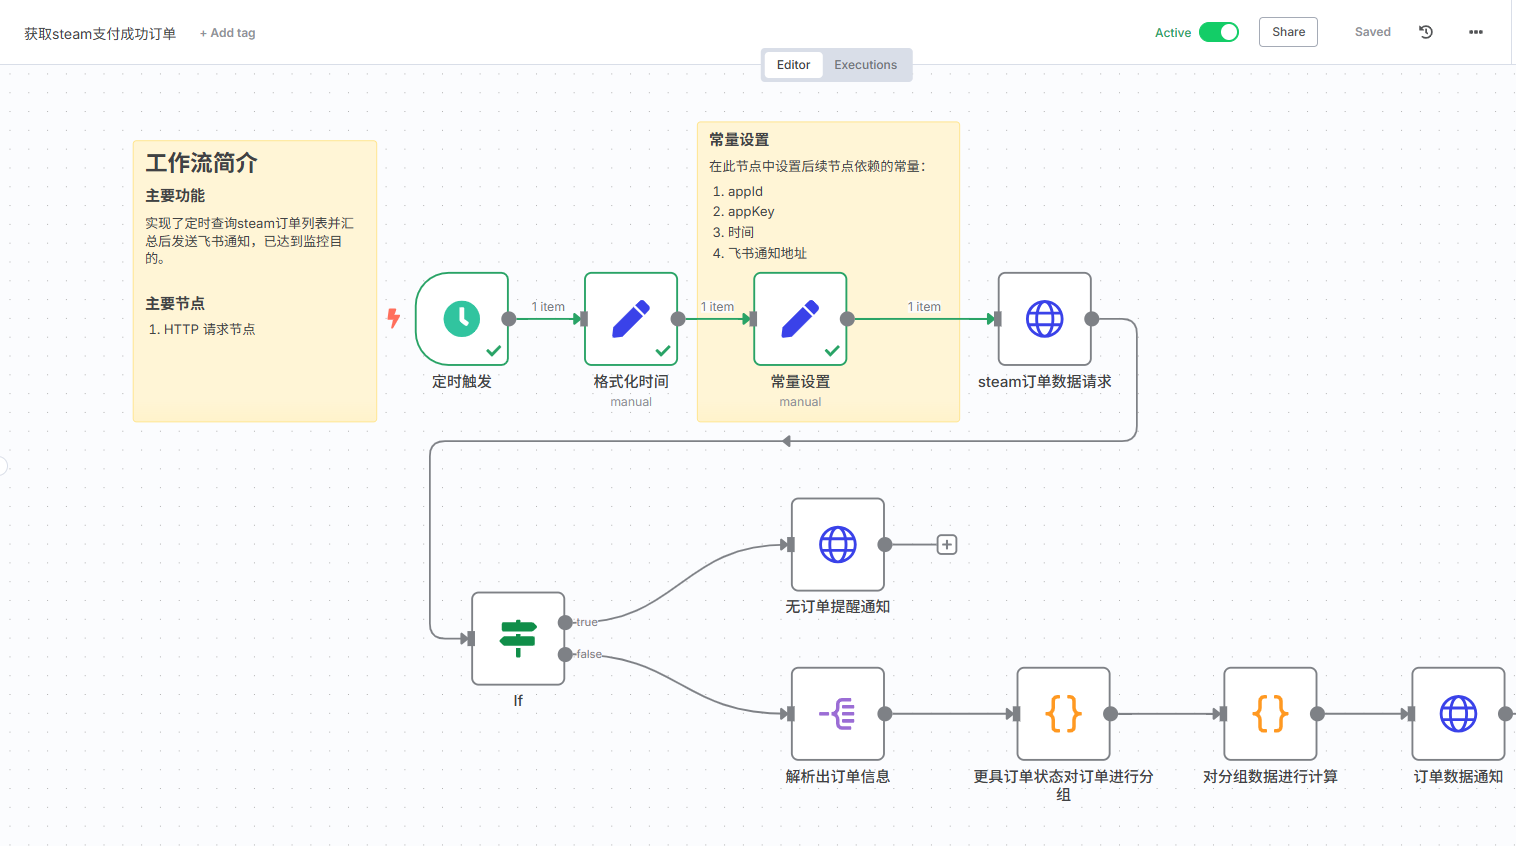 获取steam支付成功订单
+ Add tag
Active
Share
Saved
Editor
Executions
工作流简介
主要功能
实现了定时查询steam订单列表并汇
总后发送飞书通知，已达到监控目
的。
主要节点
1. HTTP 请求节点
常量设置
在此节点中设置后续节点依赖的常量：
1. appId
2. appKey
3. 时间
4. 飞书通知地址
1 item
1 item
1 item
定时触发
格式化时间
manual
常量设置
manual
steam订单数据请求
无订单提醒通知
true
false
If
解析出订单信息
更具订单状态对订单进行分
组
对分组数据进行计算
订单数据通知